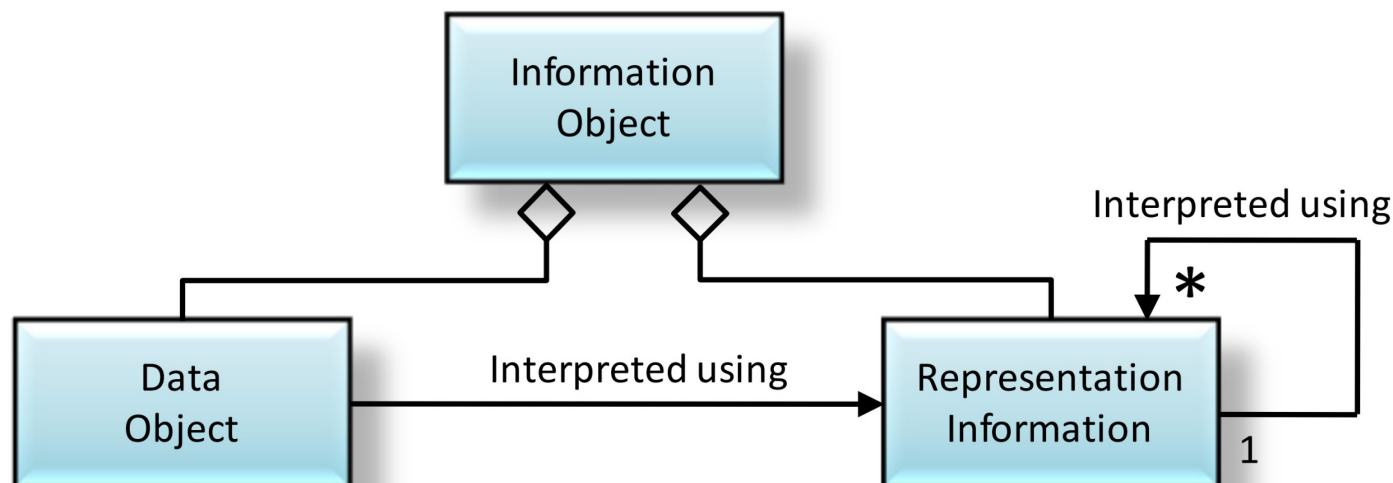 Information
Object
Interpreted using
*
Data
Object
Interpreted using
Representation
Information
1